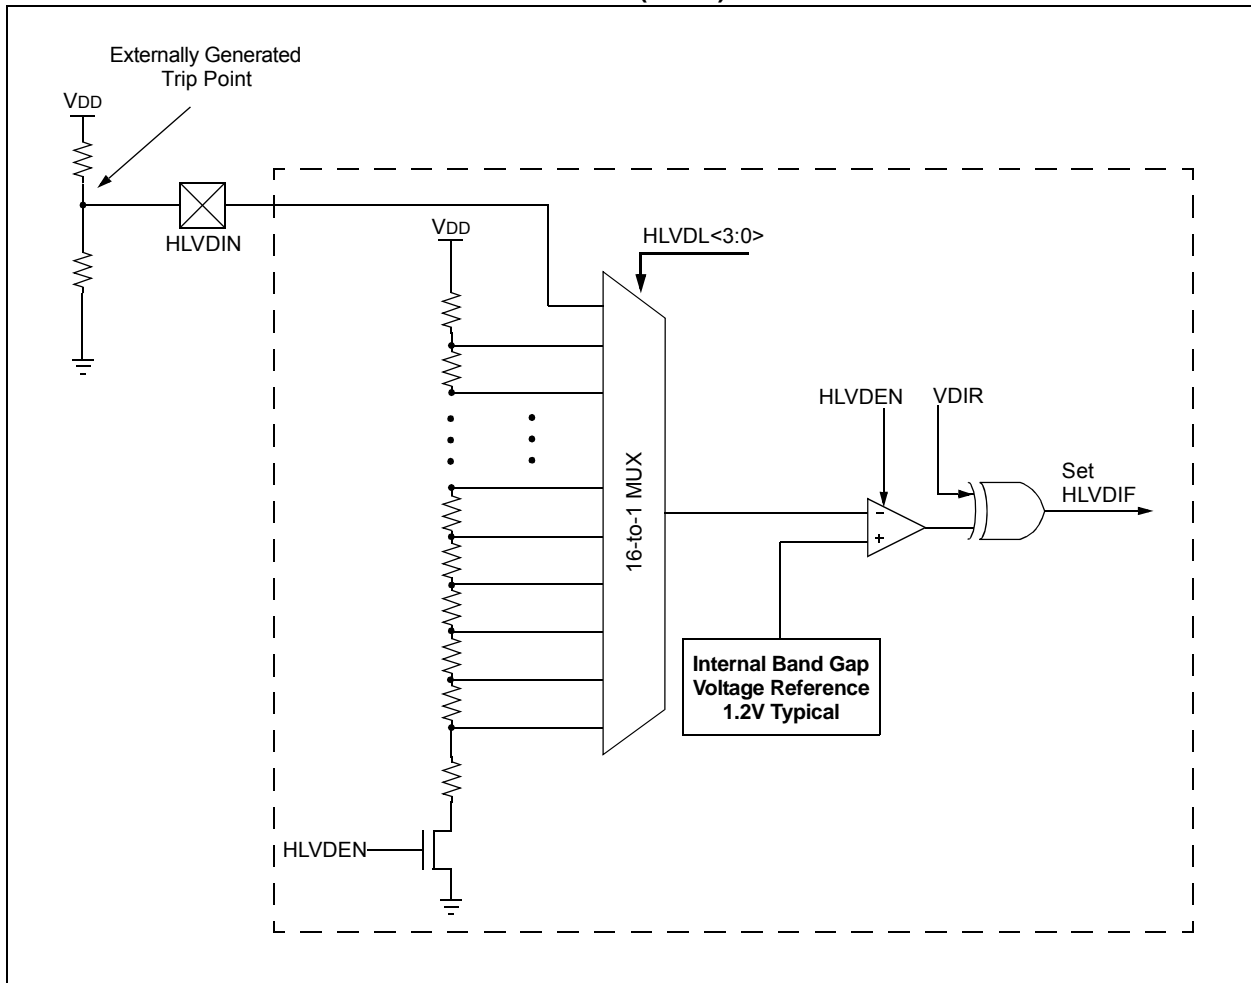 Externally Generated
Trip Point
VDD
HLVDIN
VDD
HLVDL<3:0>
16-to-1 MUX
HLVDEN
VDIR
Set
HLVDIF
-
+
Internal Band Gap
Voltage Reference
1.2V Typical
HLVDEN